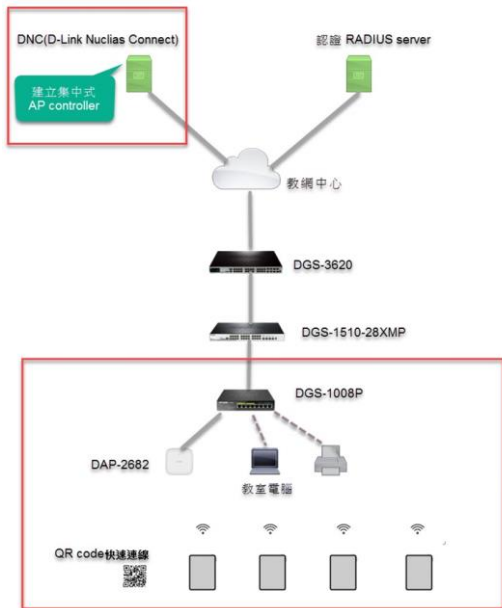 DNC(D-Link Nuclias Connect)
認證 RADIUS server
建立集中式
AP controller
教網中心
DGS-3620
DGS-1510-28XMP
DGS-1008P
DAP-2682
教室電腦
QR code快速連線